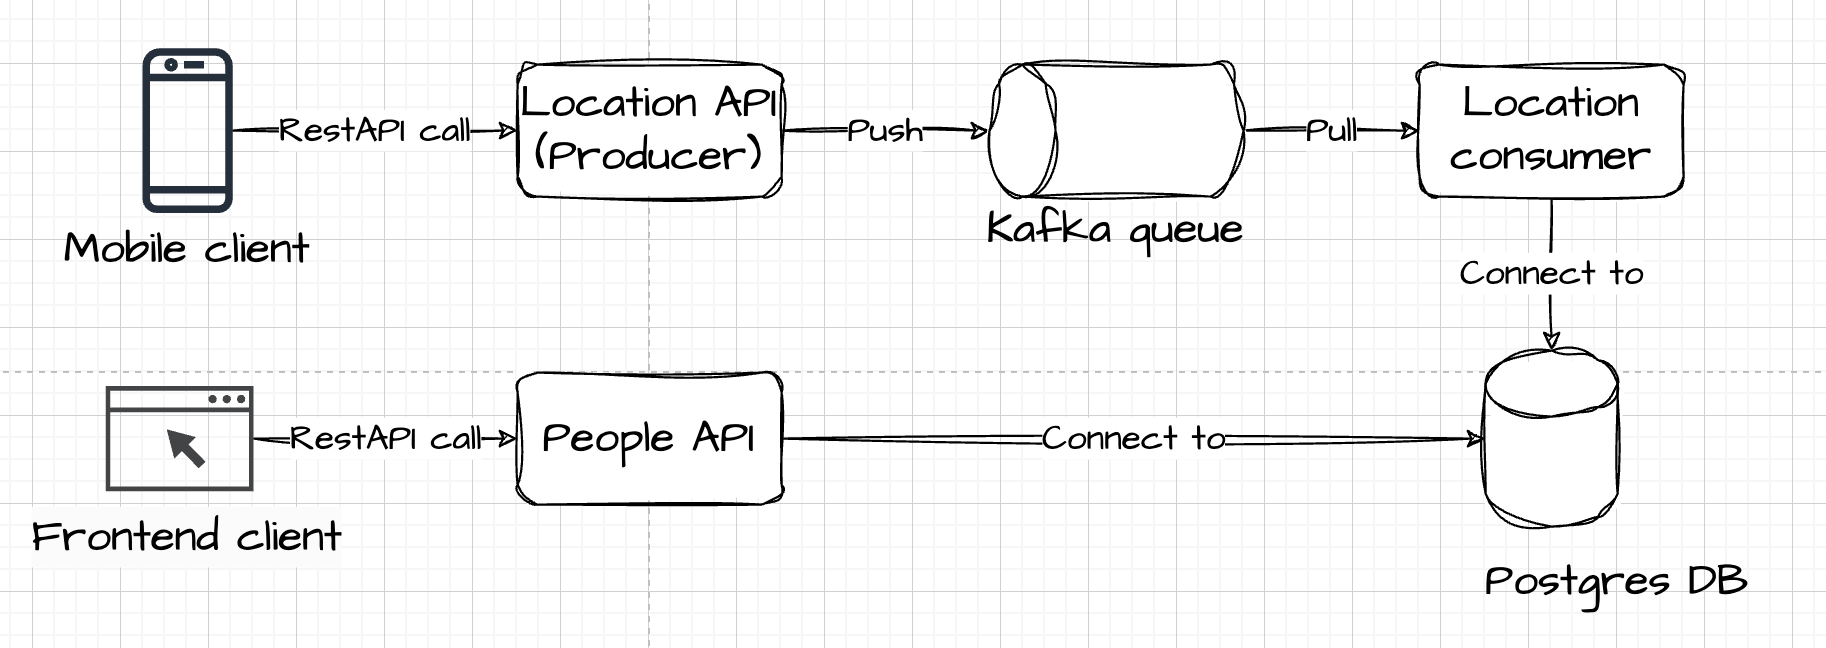 RestAPI call
Location API
(Producer)
Push
Pull
Location
consumer
Mobile client
Kafka queue
Connect to
RestAPI call
People API
Connect to
Frontend client
Postgres DB